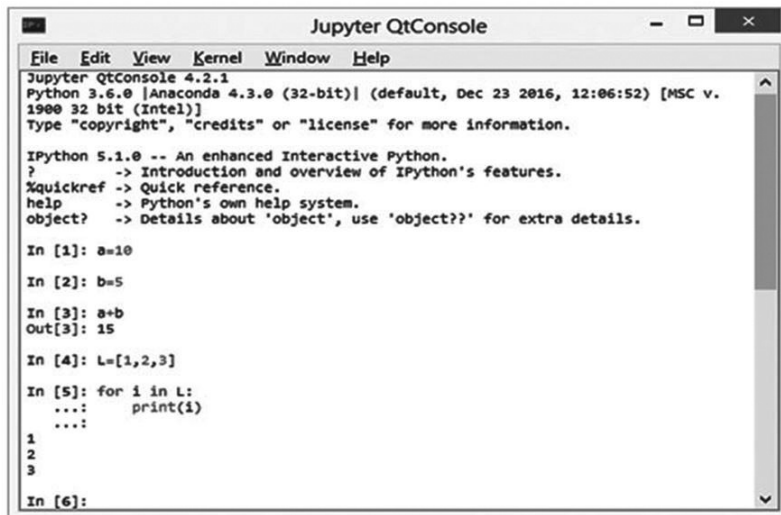 Jupyter QtConsole
File Edit View Kernel Window Help
Jupyter QtConsole 4.2.1
Python 3.6.0 |Anaconda 4.3.0 (32-bit)| (default, Dec 23 2016, 12:06:52) [MSC v.
1900 32 bit (Intel)]
Type "copyright", "credits" or "license" for more information.

IPython 5.1.0 -- An enhanced Interactive Python.
?         -> Introduction and overview of IPython's features.
%quickref -> Quick reference.
help      -> Python's own help system.
object?   -> Details about 'object', use 'object??' for extra details.

In [1]: a=10

In [2]: b=5

In [3]: a+b
Out[3]: 15

In [4]: L=[1,2,3]

In [5]: for i in L:
   ...:     print(i)
   ...:
1
2
3

In [6]: